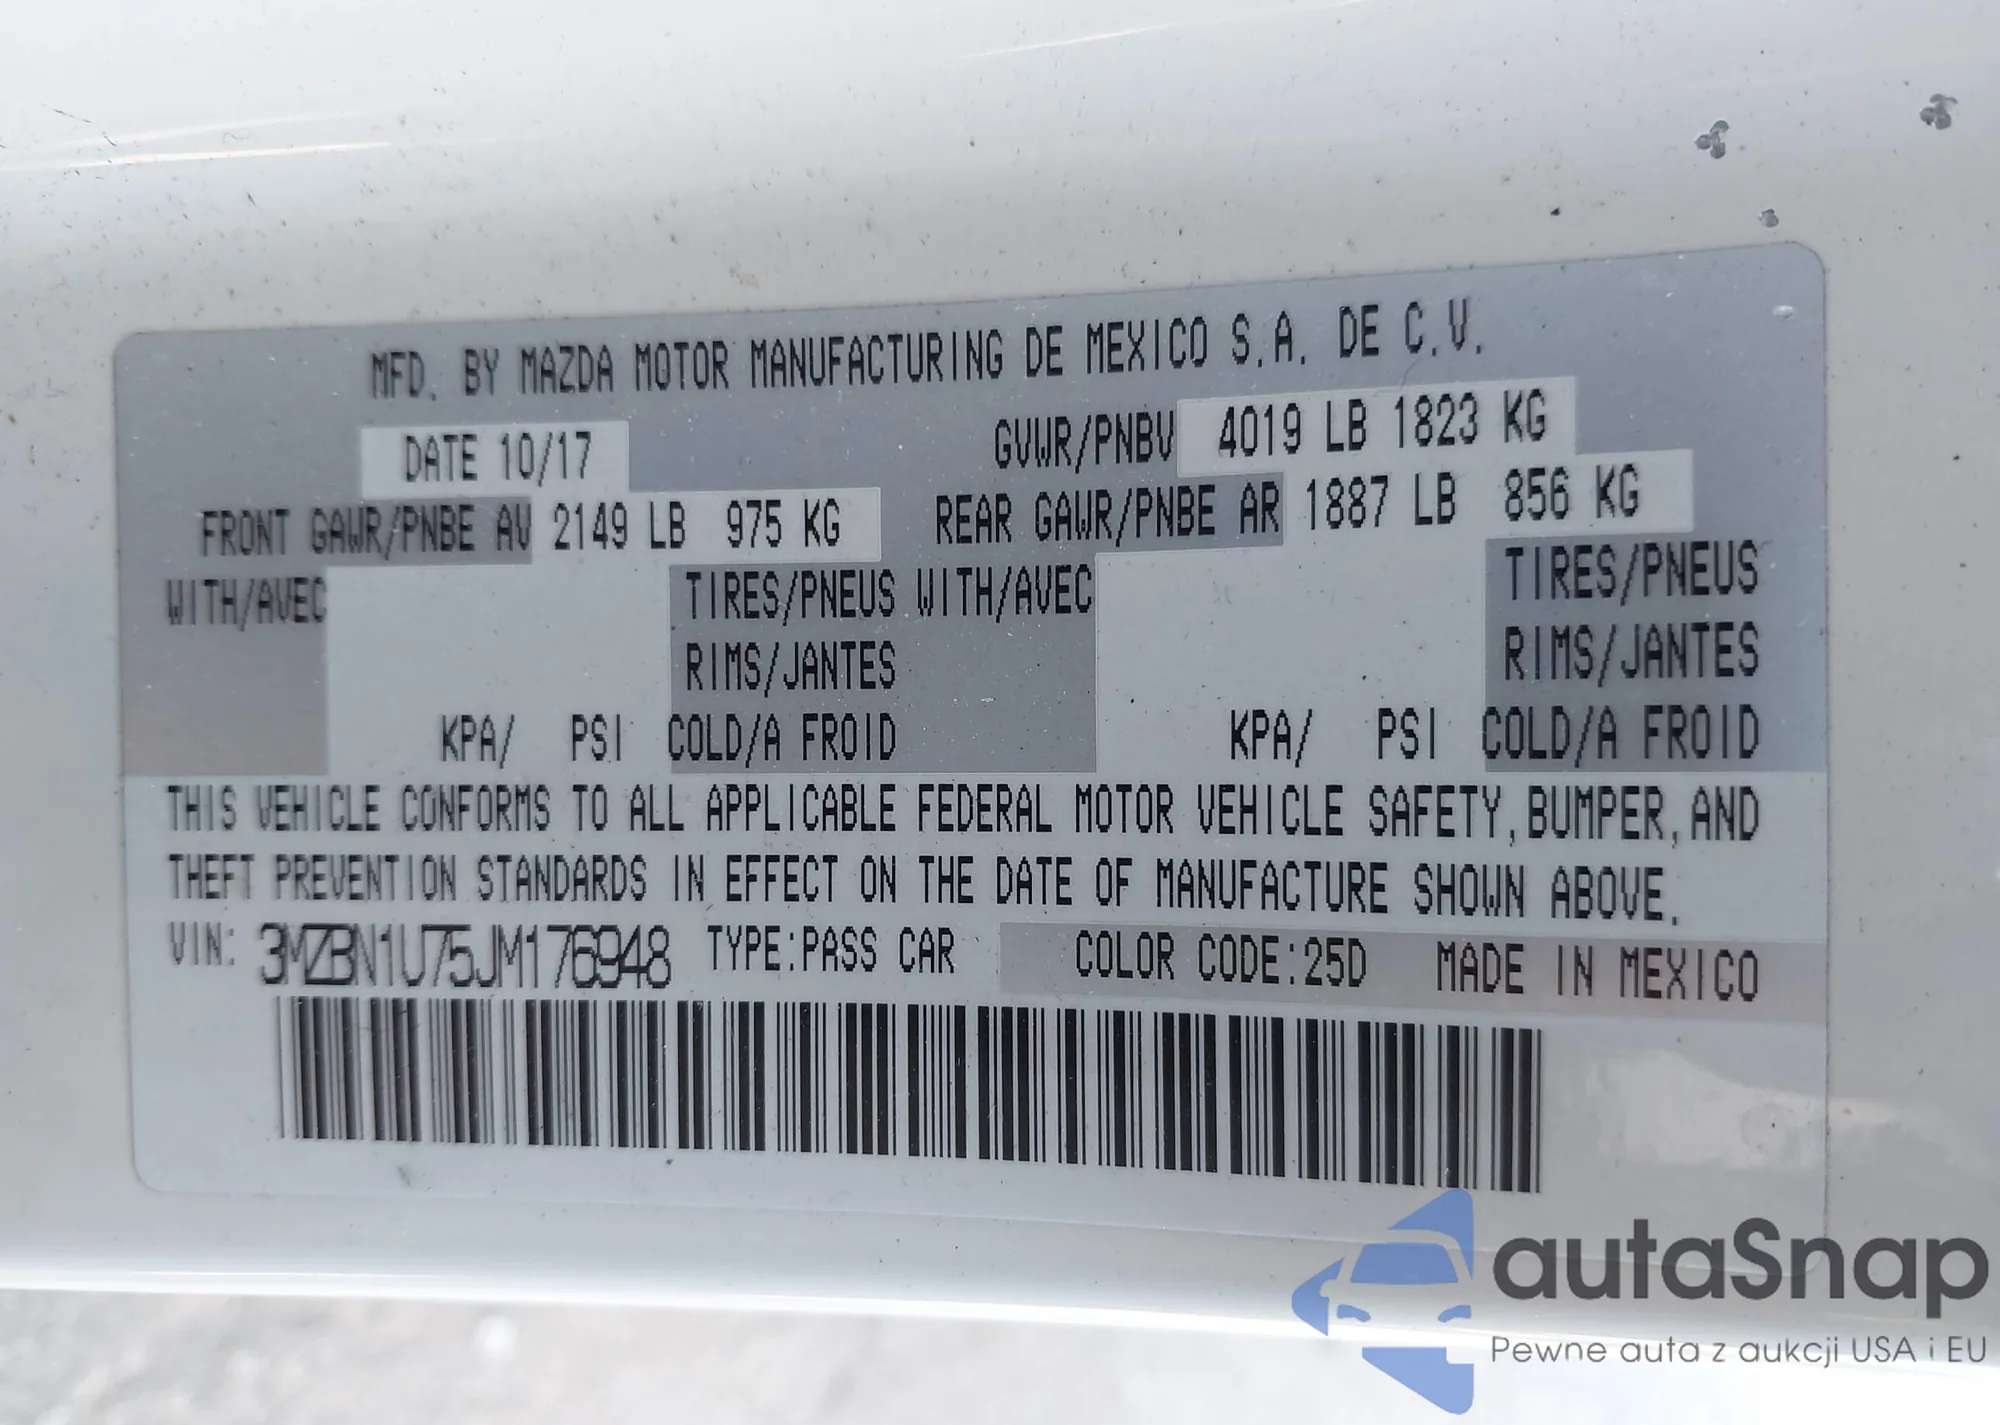 MFD. BY MAZDA MOTOR MANUFACTURING DE MEXICO S.A. DE C.V.
DATE 10/17 GVWR/PNBV 4019 LB 1823 KG
FRONT GAWR/PNBE AV 2149 LB 975 KG REAR GAWR/PNBE AR 1887 LB 856 KG
WITH/AVEC TIRES/PNEUS WITH/AVEC TIRES/PNEUS
RIMS/JANTES RIMS/JANTES
KPA/ PSI COLD/A FROID KPA/ PSI COLD/A FROID
THIS VEHICLE CONFORMS TO ALL APPLICABLE FEDERAL MOTOR VEHICLE SAFETY, BUMPER, AND
THEFT PREVENTION STANDARDS IN EFFECT ON THE DATE OF MANUFACTURE SHOWN ABOVE.
VIN: 3MZBN1U75JM176948 TYPE:PASS CAR COLOR CODE:25D MADE IN MEXICO
autaSnap
Pewne auta z aukcji USA i EU